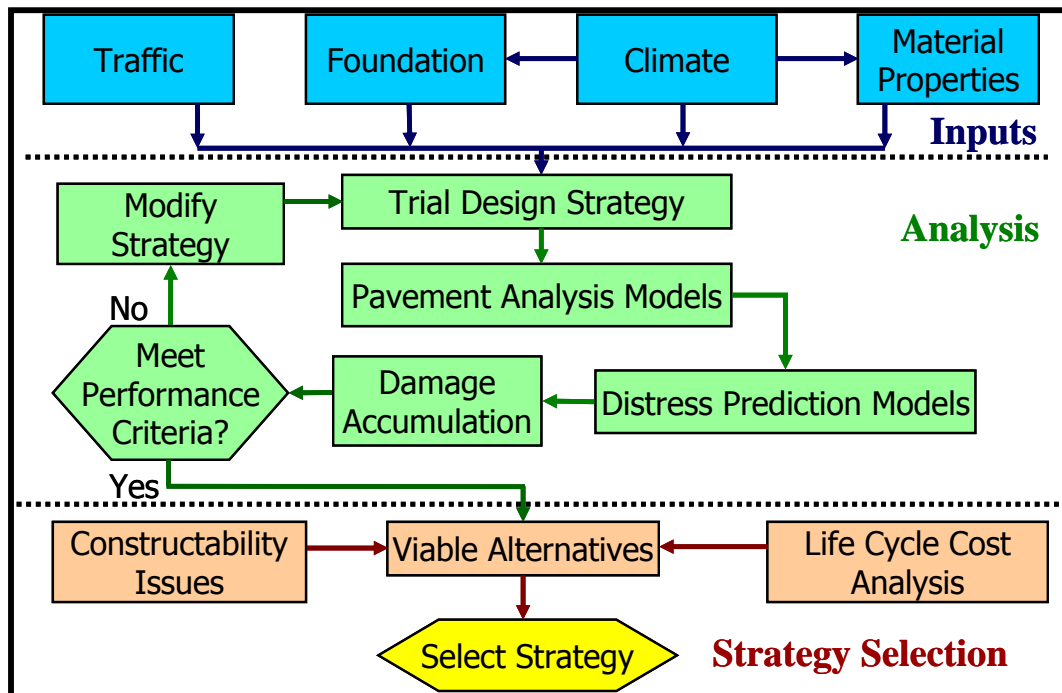 Traffic
Foundation
Climate
Material
Properties
Inputs
Modify
Strategy
Trial Design Strategy
Analysis
Pavement Analysis Models
No
Meet
Performance
Criteria?
Damage
Accumulation
Distress Prediction Models
Yes
Constructability
Issues
Viable Alternatives
Life Cycle Cost
Analysis
Select Strategy
Strategy Selection